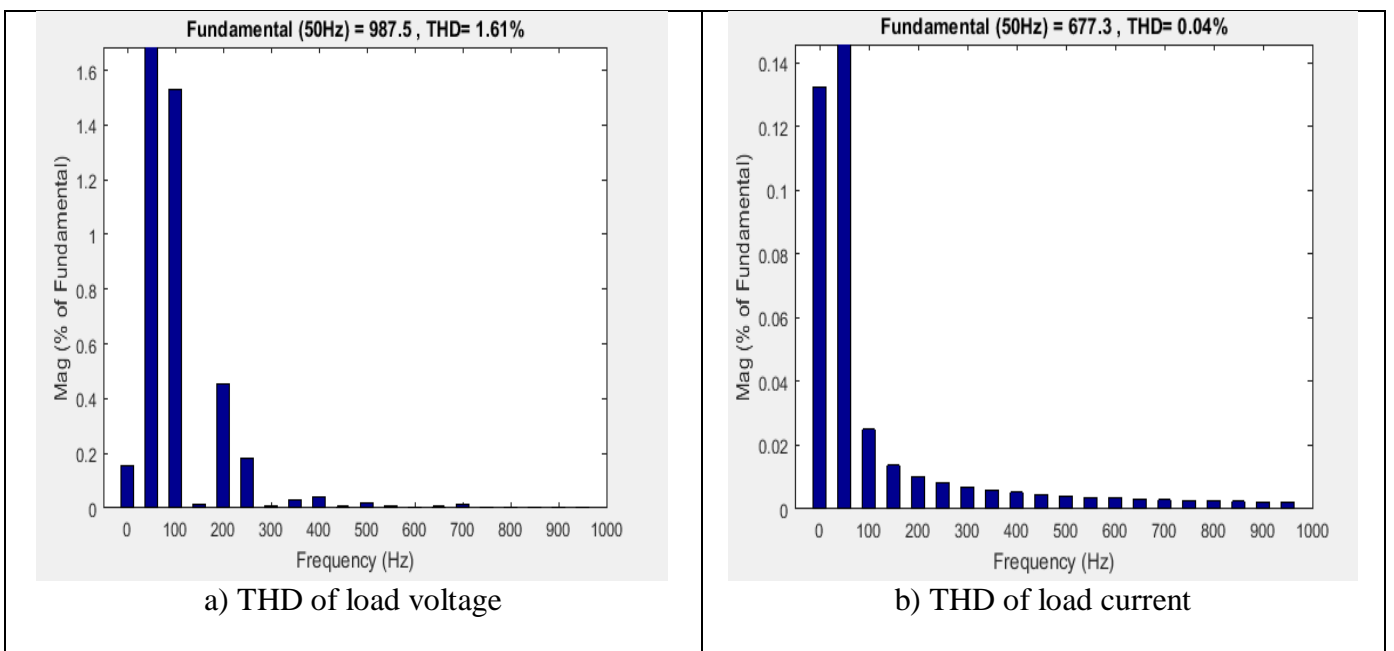 Fundamental (50Hz) = 987.5 , THD= 1.61%
1.6
1.4
1.2
1
0.8
0.6
0.4
0.2
0
Mag (% of Fundamental)
0 100 200 300 400 500 600 700 800 900 1000
Frequency (Hz)
a) THD of load voltage
Fundamental (50Hz) = 677.3 , THD= 0.04%
0.14
0.12
0.1
0.08
0.06
0.04
0.02
0
Mag (% of Fundamental)
0 100 200 300 400 500 600 700 800 900 1000
Frequency (Hz)
b) THD of load current